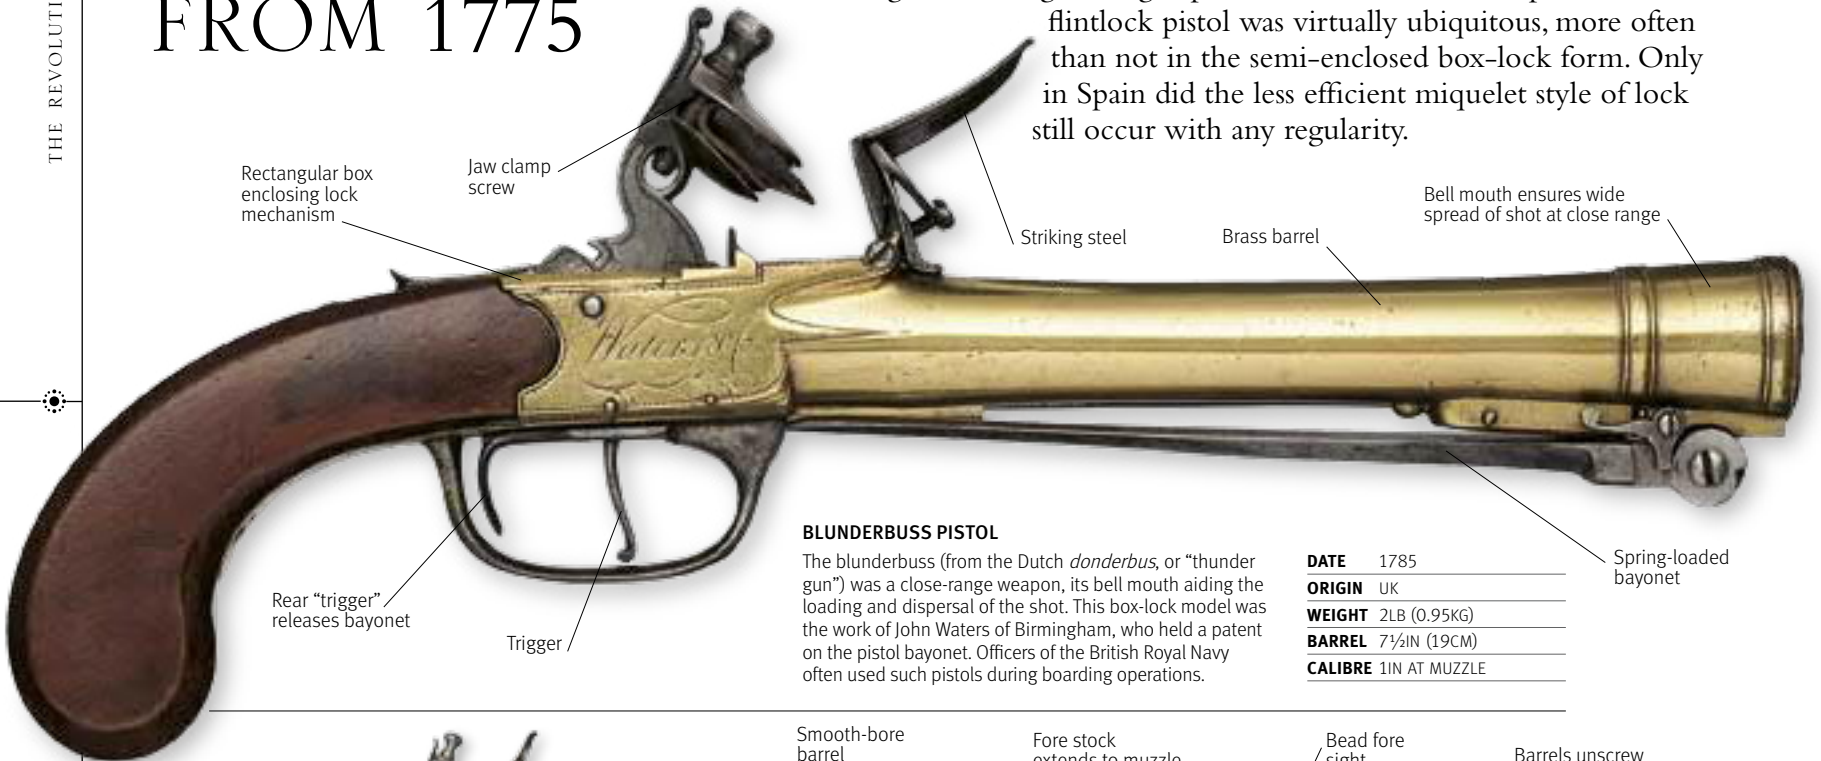 FROM 1775
THE REVOLUTI
flintlock pistol was virtually ubiquitous, more often
than not in the semi-enclosed box-lock form. Only
in Spain did the less efficient miquelet style of lock
still occur with any regularity.
Rectangular box
enclosing lock
mechanism
Jaw clamp
screw
Striking steel
Brass barrel
Bell mouth ensures wide
spread of shot at close range
Rear “trigger”
releases bayonet
Trigger
BLUNDERBUSS PISTOL
The blunderbuss (from the Dutch donderbus, or “thunder
gun”) was a close-range weapon, its bell mouth aiding the
loading and dispersal of the shot. This box-lock model was
the work of John Waters of Birmingham, who held a patent
on the pistol bayonet. Officers of the British Royal Navy
often used such pistols during boarding operations.
DATE 1785
ORIGIN UK
WEIGHT 2LB (0.95KG)
BARREL 7½IN (19CM)
CALIBRE 1IN AT MUZZLE
Spring-loaded
bayonet
Smooth-bore
barrel
Fore stock
extends to muzzle
Bead fore
sight
Barrels unscrew